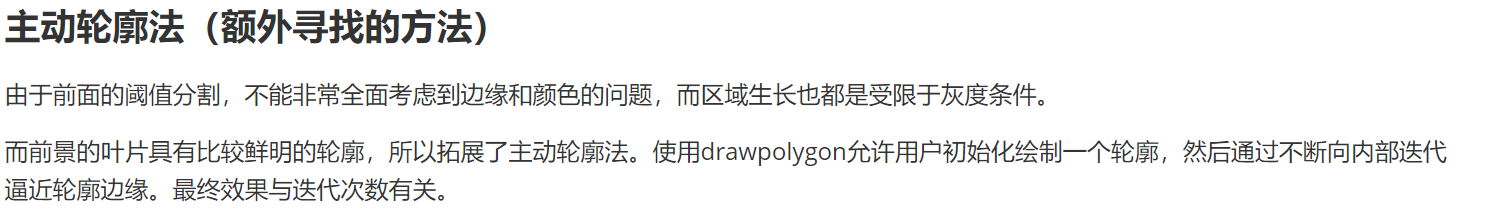 主动轮廓法（额外寻找的方法）
由于前面的阈值分割，不能非常全面考虑到边缘和颜色的问题，而区域生长也都是受限于灰度条件。
而前景的叶片具有比较鲜明的轮廓，所以拓展了主动轮廓法。使用drawpolygon允许用户初始化绘制一个轮廓，然后通过不断向内部迭代
逼近轮廓边缘。最终效果与迭代次数有关。